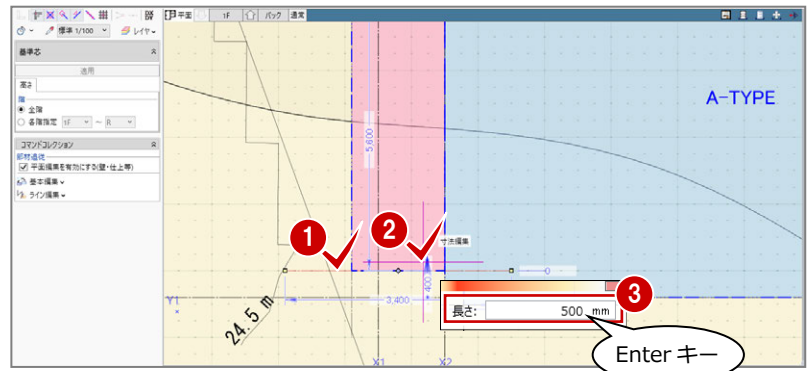 平面 1F バック 通常
標準 1/100 レイヤ
基準芯
適用
高さ
階
全階
各階指定 1F ～ R
コマンドコレクション
部材追従
平面編集を有効にする(壁・仕上等)
基本編集
ライン編集
A-TYPE
5,600
1
2
寸法編集
0
400
3,400
Y1
24.5 m
X1
X2
3
長さ: 500 mm
Enter キー